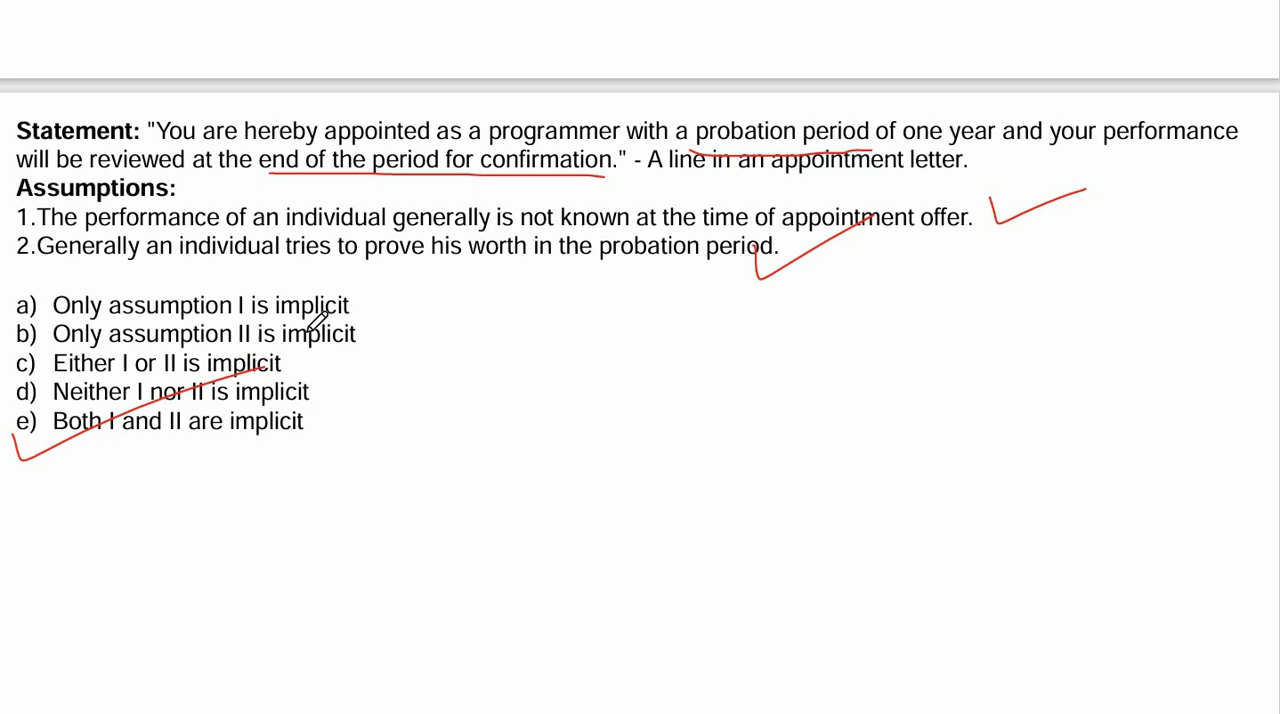 Statement: "You are hereby appointed as a programmer with a probation period of one year and your performance
will be reviewed at the end of the period for confirmation." - A line in an appointment letter.
Assumptions:
1.The performance of an individual generally is not known at the time of appointment offer.
2.Generally an individual tries to prove his worth in the probation period.
a) Only assumption I is implicit
b) Only assumption II is implicit
c) Either I or II is implicit
d) Neither I nor II is implicit
e) Both I and II are implicit